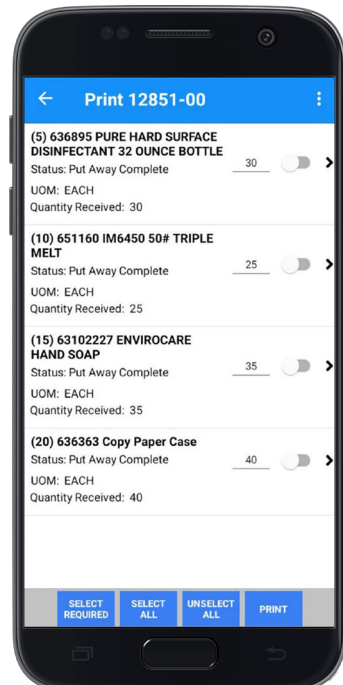 Print 12851-00
(5) 636895 PURE HARD SURFACE
DISINFECTANT 32 OUNCE BOTTLE
Status: Put Away Complete
30
UOM: EACH
Quantity Received: 30
(10) 651160 IM6450 50# TRIPLE
MELT
Status: Put Away Complete
25
UOM: EACH
Quantity Received: 25
(15) 63102227 ENVIROCARE
HAND SOAP
Status: Put Away Complete
35
UOM: EACH
Quantity Received: 35
(20) 636363 Copy Paper Case
Status: Put Away Complete
40
UOM: EACH
Quantity Received: 40
SELECT
REQUIRED
SELECT
ALL
UNSELECT
ALL
PRINT